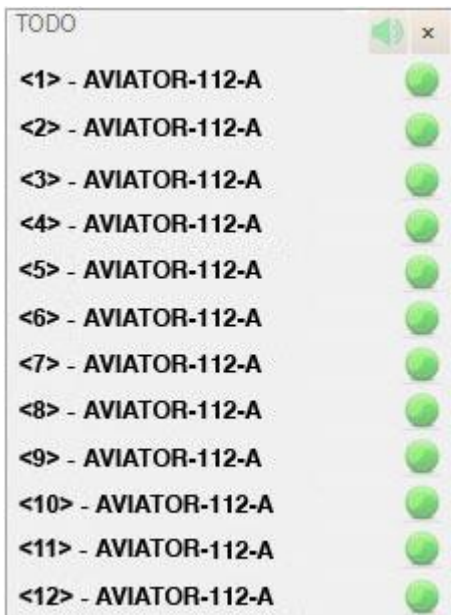 TODO
<1> - AVIATOR-112-A
<2> - AVIATOR-112-A
<3> - AVIATOR-112-A
<4> - AVIATOR-112-A
<5> - AVIATOR-112-A
<6> - AVIATOR-112-A
<7> - AVIATOR-112-A
<8> - AVIATOR-112-A
<9> - AVIATOR-112-A
<10> - AVIATOR-112-A
<11> - AVIATOR-112-A
<12> - AVIATOR-112-A